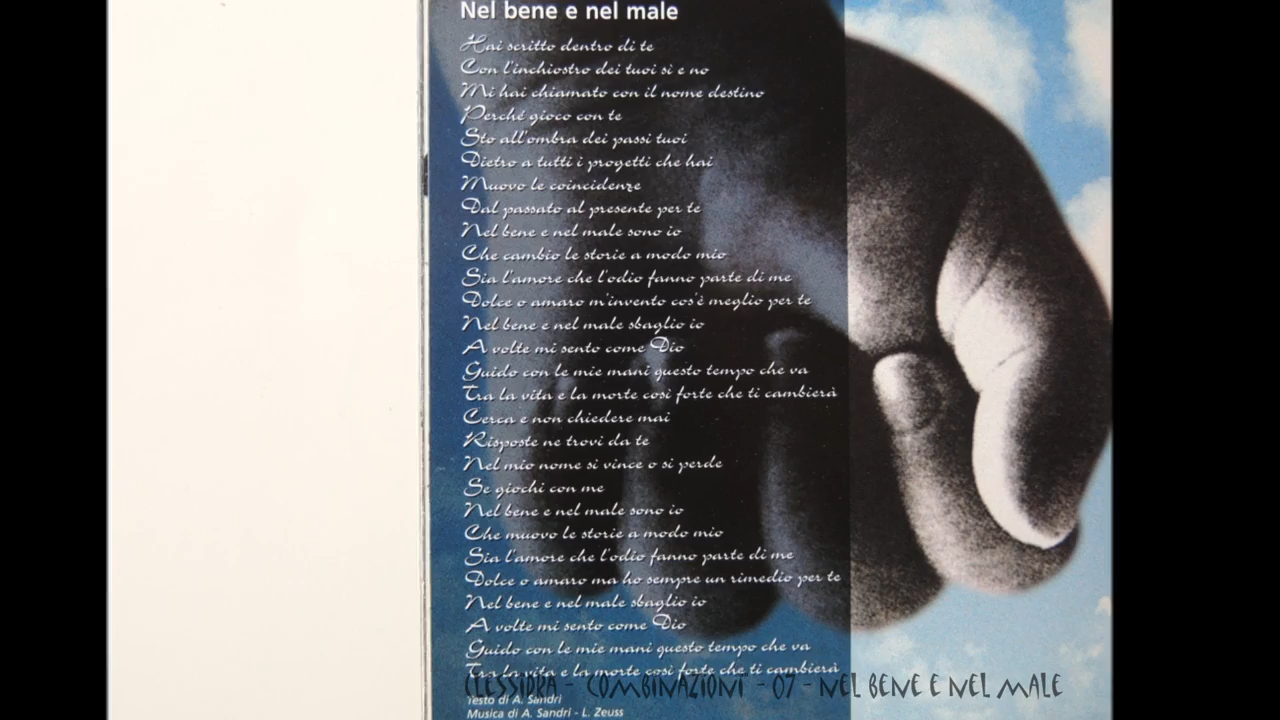 Nel bene e nel male
Hai scritto dentro di te
Con l'inchiostro dei tuoi si e no
Mi hai chiamato con il nome destino
Perché gioco con te
Sto all'ombra dei passi tuoi
Dietro a tutti i progetti che hai
Muovo le coincidenze
Dal passato al presente per te
Nel bene e nel male sono io
Che cambio le storie a modo mio
Sia l'amore che l'odio fanno parte di me
Dolce o amaro m'invento cos'è meglio per te
Nel bene e nel male sbaglio io
A volte mi sento come Dio
Guido con le mie mani questo tempo che va
Tra la vita e la morte così forte che ti cambierà
Cerca e non chiedere mai
Risposte ne trovi da te
Nel mio nome si vince o si perde
Se giochi con me
Nel bene e nel male sono io
Che muovo le storie a modo mio
Sia l'amore che l'odio fanno parte di me
Dolce o amaro ma ho sempre un rimedio per te
Nel bene e nel male sbaglio io
A volte mi sento come Dio
Guido con le mie mani questo tempo che va
Tra la vita e la morte così forte che ti cambierà
CLESSIDRA - COMBINAZIONI - 07 - NEL BENE E NEL MALE
Testo di A. Sandri
Musica di A. Sandri - L. Zeuss